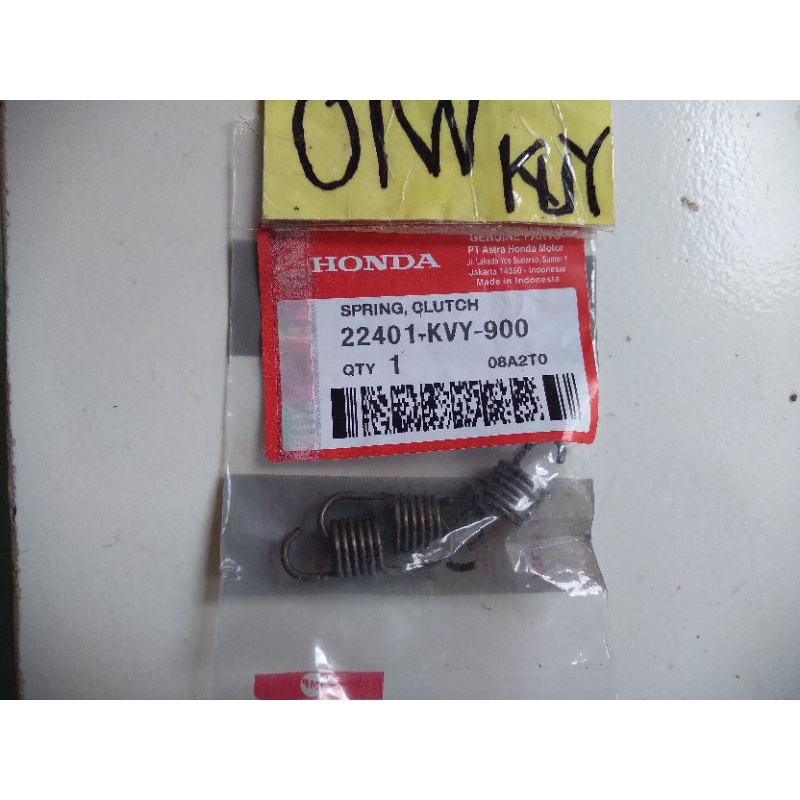 OTW
KUY
GENUINE PARTS
PT Astra Honda Motor
Jl. Laksda Yos Sudarso, Sunter 1
Jakarta 14350 - Indonesia
Made in Indonesia
HONDA
SPRING, CLUTCH
22401-KVY-900
QTY 1 08A2T0